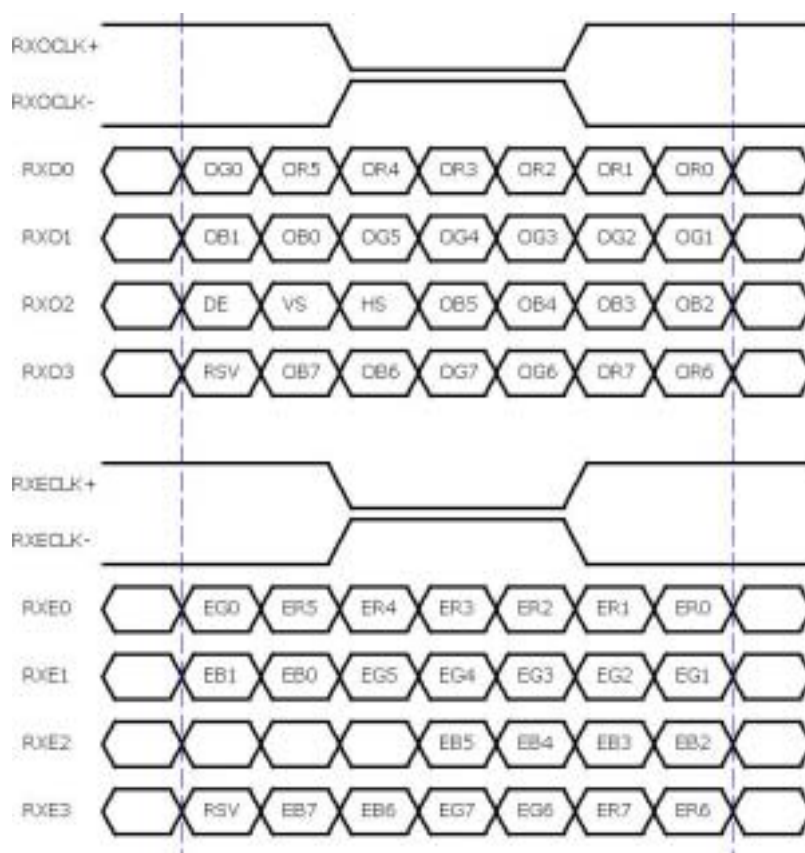 RXOCLK+
RXOCLK-
RXO0 OG0 OR5 OR4 OR3 OR2 OR1 OR0
RXO1 OB1 OB0 OG5 OG4 OG3 OG2 OG1
RXO2 DE VS HS OB5 OB4 OB3 OB2
RXO3 RSV OB7 OB6 OG7 OG6 OR7 OR6
RXECLK+
RXECLK-
RXE0 EG0 ER5 ER4 ER3 ER2 ER1 ER0
RXE1 EB1 EB0 EG5 EG4 EG3 EG2 EG1
RXE2 EB5 EB4 EB3 EB2
RXE3 RSV EB7 EB6 EG7 EG6 ER7 ER6